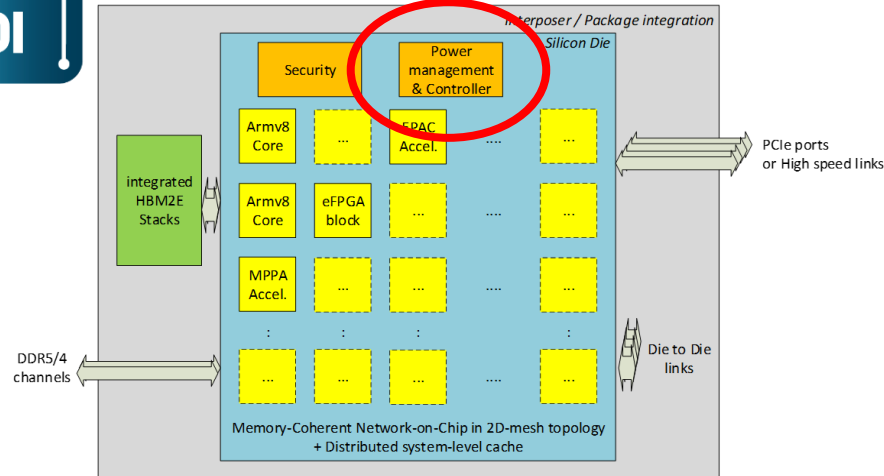 DI
Interposer / Package integration
Silicon Die
Security
Power
management
& Controller
Armv8
Core
...
EPAC
Accel.
....
...
PCIe ports
or High speed links
integrated
HBM2E
Stacks
Armv8
Core
eFPGA
block
...
....
...
MPPA
Accel.
...
...
....
...
:
:
:
:
DDR5/4
channels
...
...
...
....
...
Die to Die
links
Memory-Coherent Network-on-Chip in 2D-mesh topology
+ Distributed system-level cache